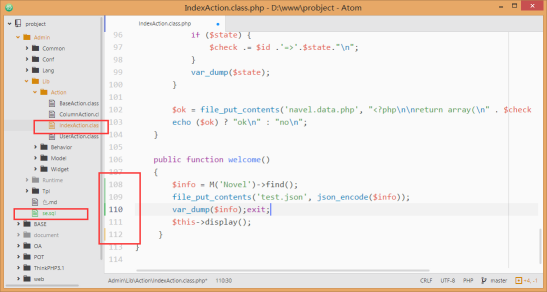 IndexAction.class.php - D:\www\probject - Atom
probject
IndexAction.class.php
Admin
Common
Conf
Lang
Lib
Action
BaseAction.class
ColumnAction.cl
IndexAction.clas
UserAction.class
Behavior
Model
Widget
Runtime
Tpl
BASE
document
OA
POT
ThinkPHP3.1
web
96 if ($state) {
97 $check .= $id .'=>'.$state."\n";
98 }
99 var_dump($state);
100 }
101
102 $ok = file_put_contents('navel.data.php', "<?php\n\nreturn array(\n" . $check
103 echo ($ok) ? "ok\n" : "no\n";
104 }
105
106 public function welcome()
107 {
108 $info = M('Novel')->find();
109 file_put_contents('test.json', json_encode($info));
110 var_dump($info);exit;
111 $this->display();
112 }
113 }
114
Admin\Lib\Action\IndexAction.class.php* 110:30 CRLF UTF-8 PHP master +4, -1